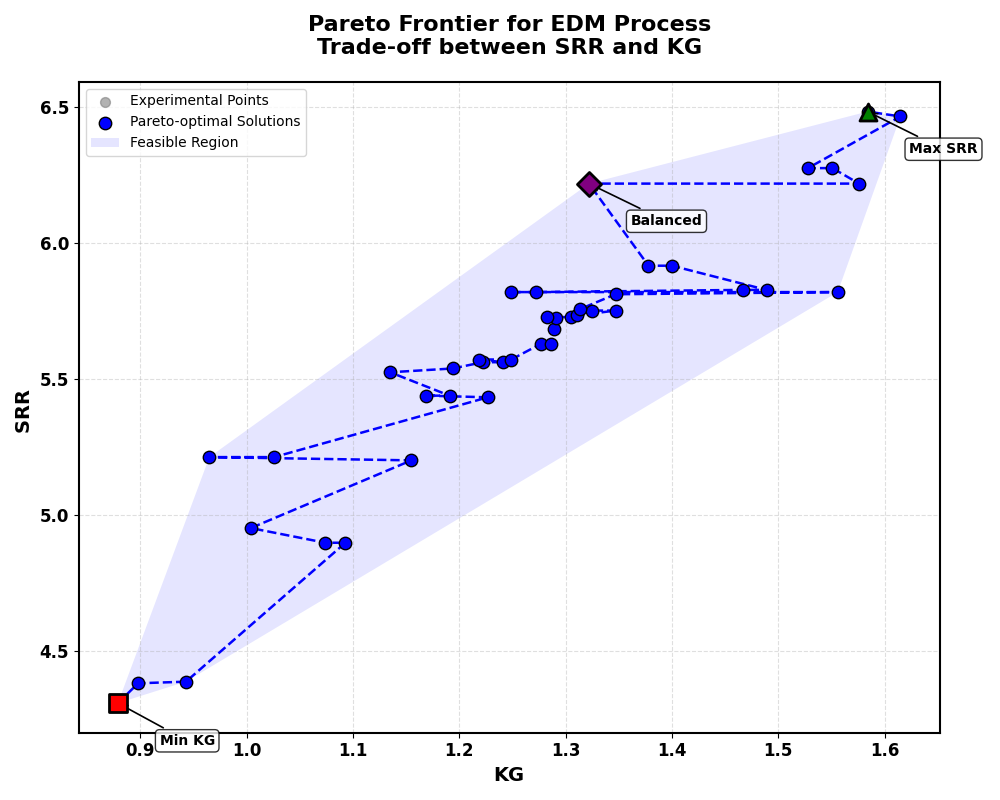 Pareto Frontier for EDM Process
Trade-off between SRR and KG
Experimental Points
Pareto-optimal Solutions
Feasible Region
Max SRR
Balanced
Min KG
6.5
6.0
5.5
5.0
4.5
SRR
0.9 1.0 1.1 1.2 1.3 1.4 1.5 1.6
KG